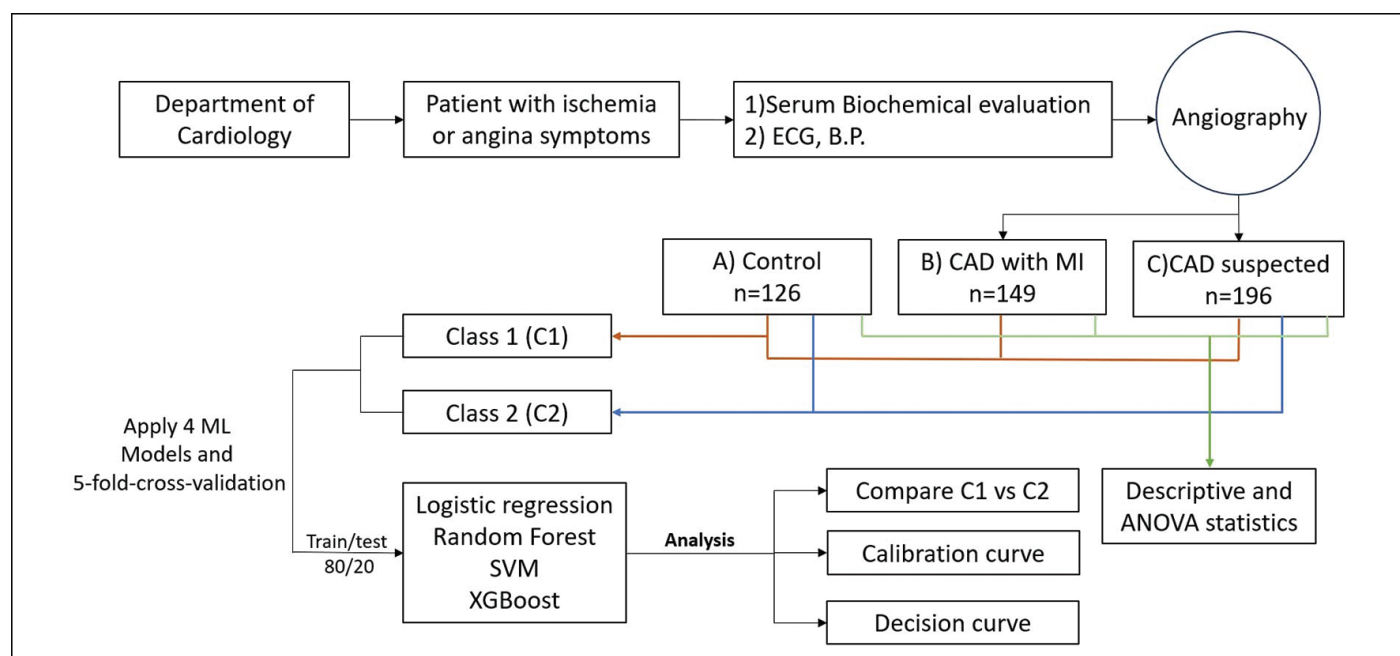 Department of
Cardiology
Patient with ischemia
or angina symptoms
1)Serum Biochemical evaluation
2) ECG, B.P.
Angiography
A) Control
n=126
B) CAD with MI
n=149
C)CAD suspected
n=196
Class 1 (C1)
Class 2 (C2)
Apply 4 ML
Models and
5-fold-cross-validation
Train/test
80/20
Logistic regression
Random Forest
SVM
XGBoost
Analysis
Compare C1 vs C2
Calibration curve
Decision curve
Descriptive and
ANOVA statistics